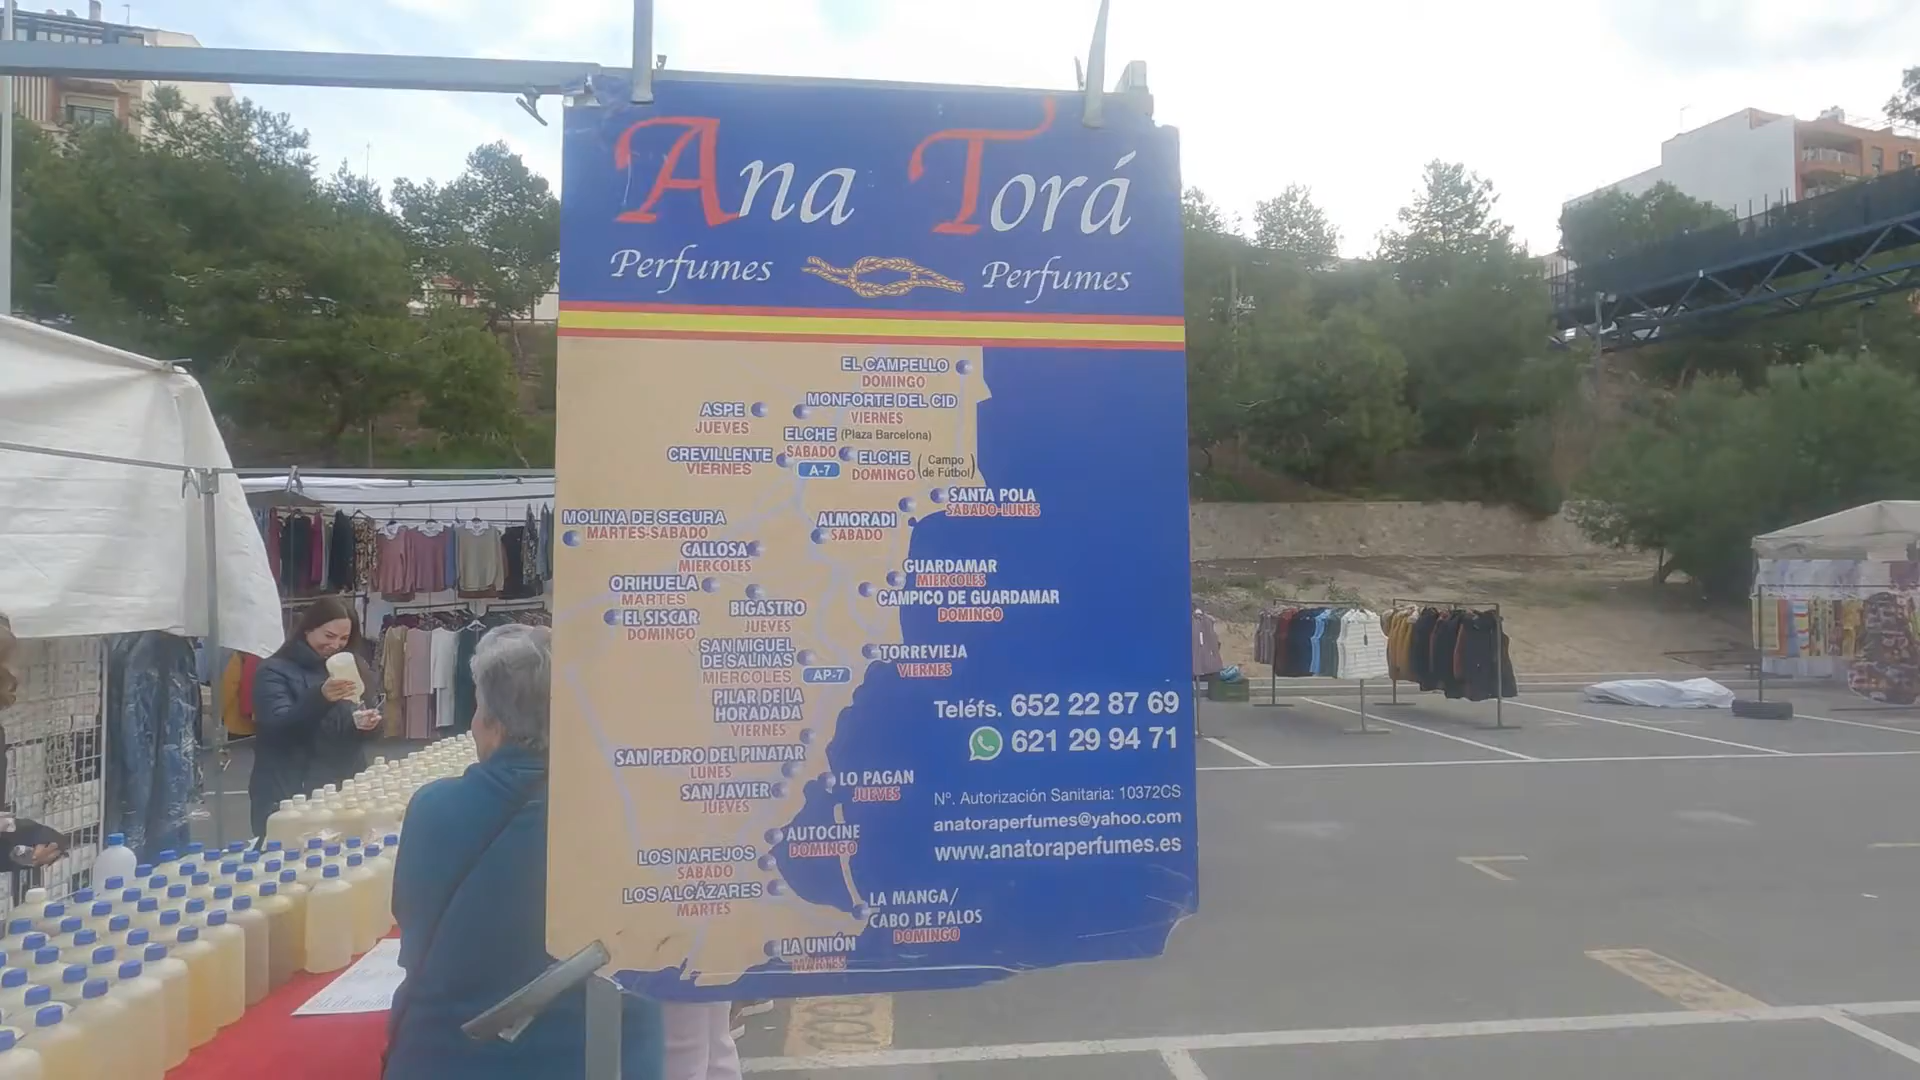 Ana Torá
Perfumes Perfumes
EL CAMPELLO
DOMINGO
MONFORTE DEL CID
VIERNES
ASPE
JUEVES
ELCHE (Plaza Barcelona)
SABADO
CREVILLENTE
VIERNES
A-7
ELCHE (Campo de Fútbol)
DOMINGO
SANTA POLA
SABADO-LUNES
MOLINA DE SEGURA
MARTES-SABADO
ALMORADI
SABADO
CALLOSA
MIERCOLES
GUARDAMAR
MIERCOLES
ORIHUELA
MARTES
CAMPICO DE GUARDAMAR
DOMINGO
BIGASTRO
JUEVES
EL SISCAR
DOMINGO
SAN MIGUEL
DE SALINAS
MIERCOLES
AP-7
TORREVIEJA
VIERNES
PILAR DE LA
HORADADA
VIERNES
Teléfs. 652 22 87 69
621 29 94 71
SAN PEDRO DEL PINATAR
LUNES
LO PAGAN
JUEVES
SAN JAVIER
JUEVES
Nº. Autorización Sanitaria: 10372CS
anatoraperfumes@yahoo.com
www.anatoraperfumes.es
AUTOCINE
DOMINGO
LOS NAREJOS
SABADO
LOS ALCÁZARES
MARTES
LA MANGA/
CABO DE PALOS
DOMINGO
LA UNIÓN
MARTES